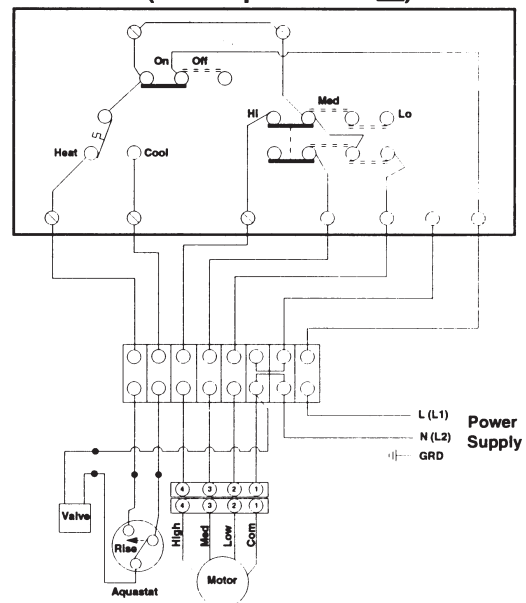 On Off
Med
Hi Lo
Heat Cool
L (L1)
Power
Supply
N (L2)
GRD
4 3 2 1
4 3 2 1
High Med Low Com
Valve
Rise
Motor
Aquastat